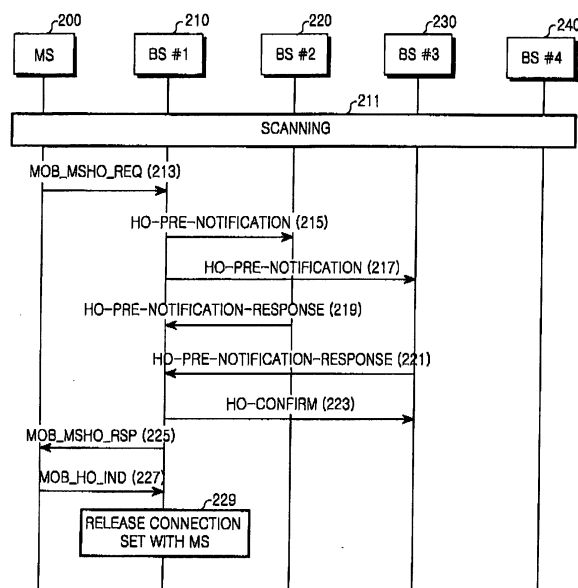 200 210 220 230 240
MS BS #1 BS #2 BS #3 BS #4
211
SCANNING
MOB_MSHO_REQ (213)
HO-PRE-NOTIFICATION (215)
HO-PRE-NOTIFICATION (217)
HO-PRE-NOTIFICATION-RESPONSE (219)
HO-PRE-NOTIFICATION-RESPONSE (221)
HO-CONFIRM (223)
MOB_MSHO_RSP (225)
MOB_HO_IND (227)
229
RELEASE CONNECTION
SET WITH MS